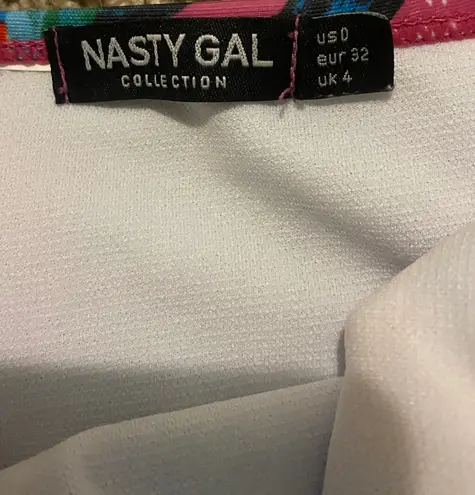 NASTY GAL
COLLECTION
us 0
eur 32
uk 4